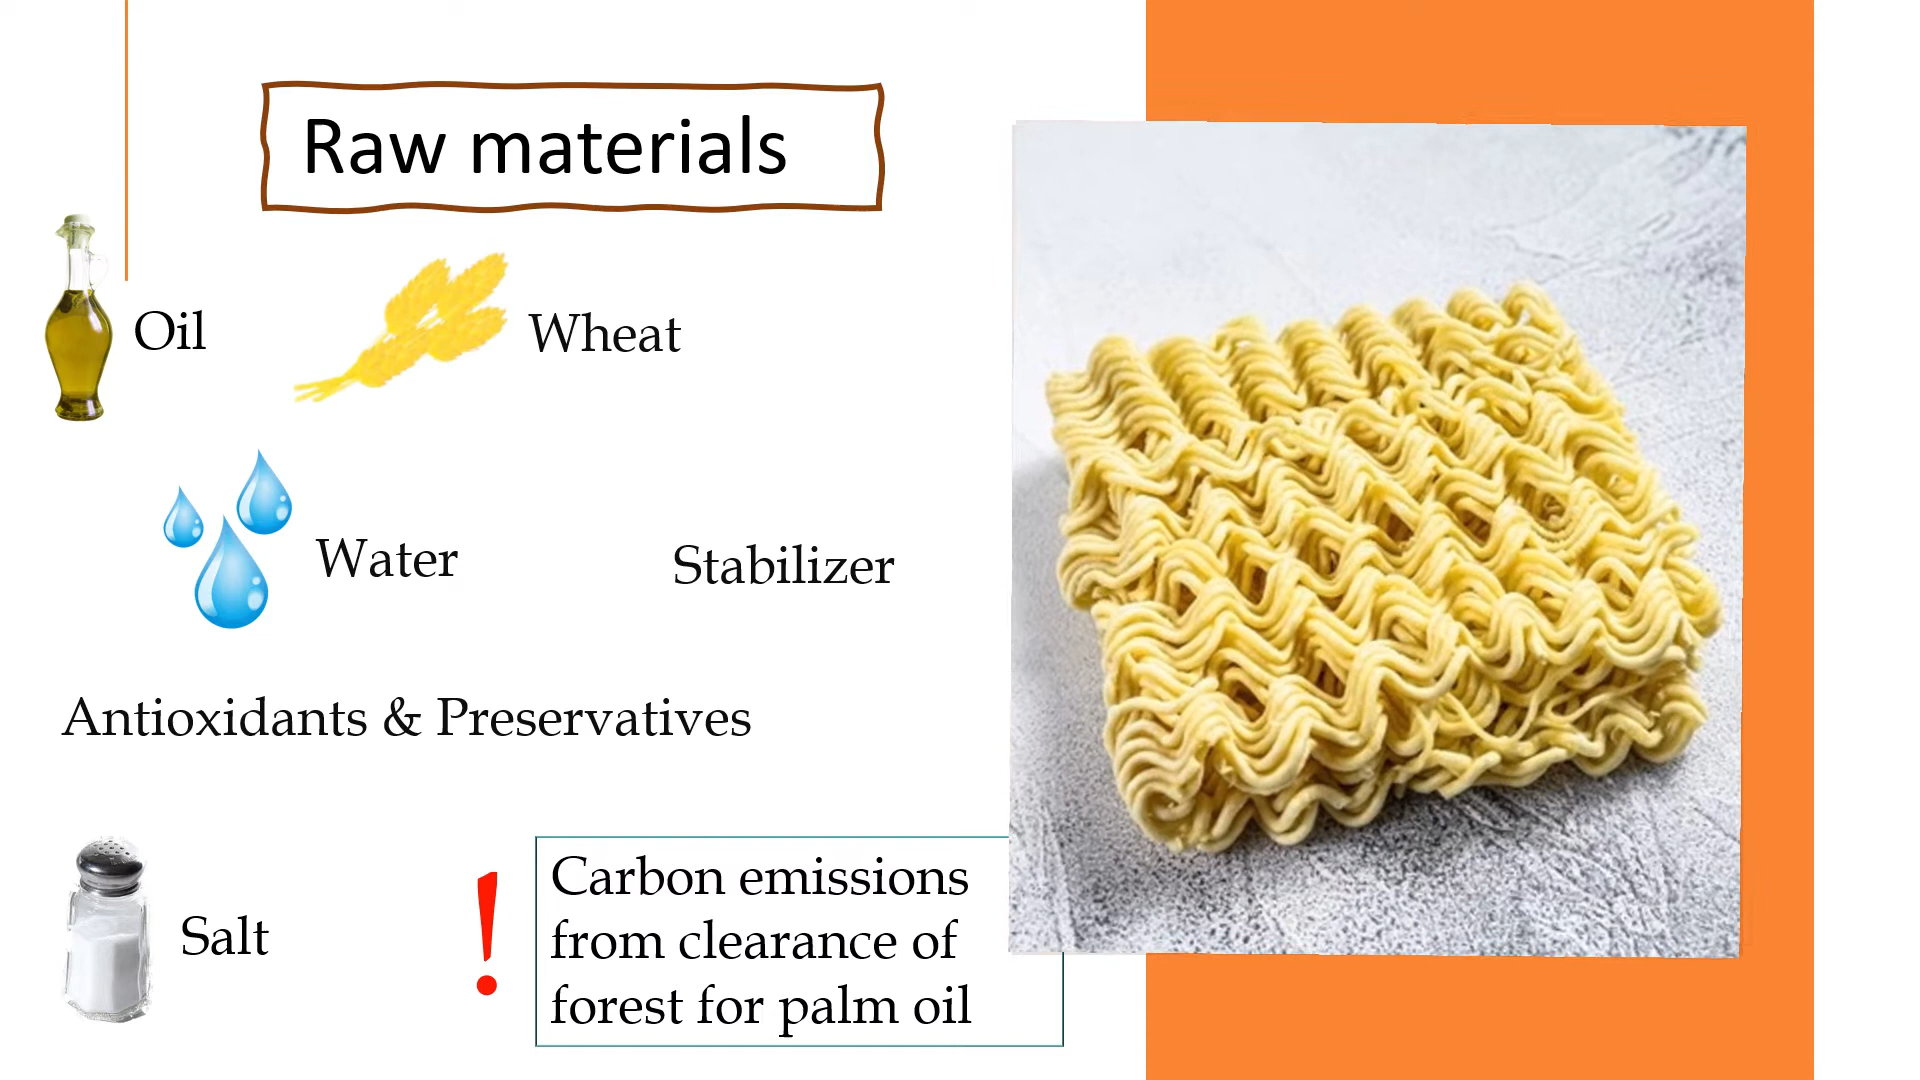 Raw materials
Oil
Wheat
Water
Stabilizer
Antioxidants & Preservatives
Salt
!
Carbon emissions
from clearance of
forest for palm oil